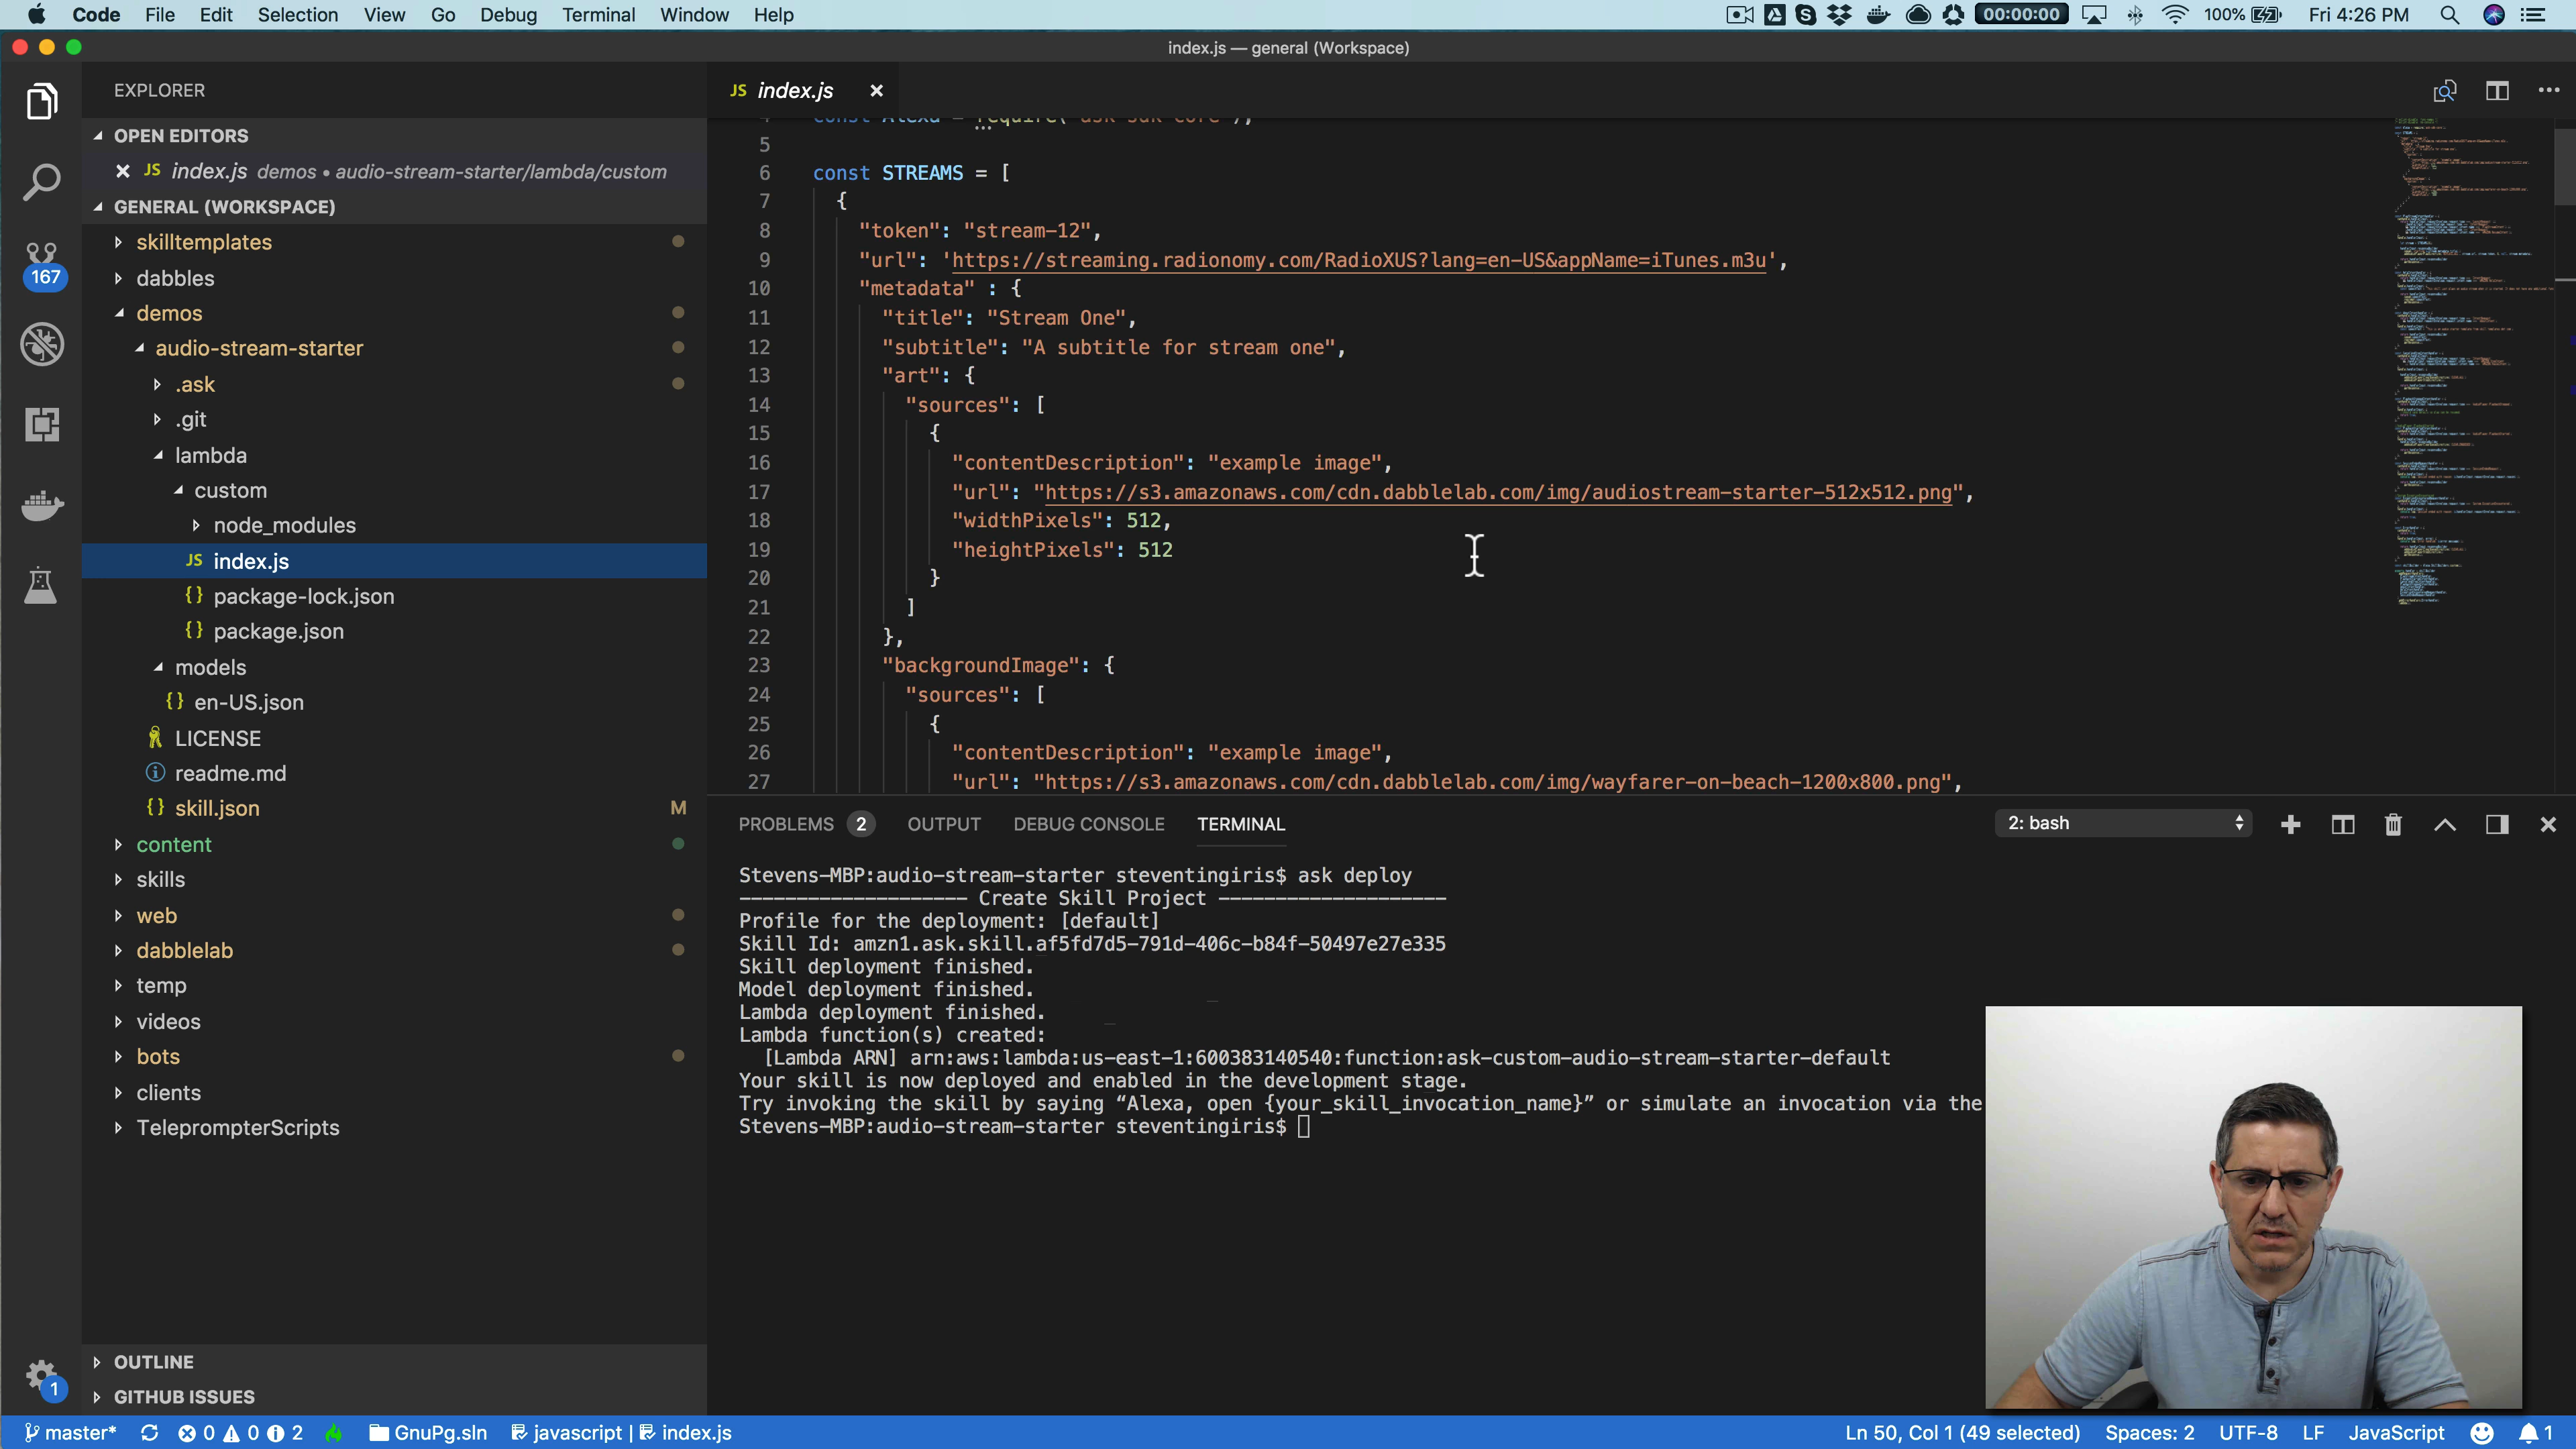 Code File Edit Selection View Go Debug Terminal Window Help 00:00:00 100% Fri 4:26 PM
index.js — general (Workspace)
EXPLORER
JS index.js
OPEN EDITORS
JS index.js demos • audio-stream-starter/lambda/custom
GENERAL (WORKSPACE)
skilltemplates
dabbles
167
demos
audio-stream-starter
.ask
.git
lambda
custom
node_modules
JS index.js
{} package-lock.json
{} package.json
models
{} en-US.json
LICENSE
readme.md
{} skill.json M
content
skills
web
dabblelab
temp
videos
bots
clients
TeleprompterScripts
OUTLINE
1
GITHUB ISSUES
4 const Alexa = require('ask-sdk-core');
5
6 const STREAMS = [
7 {
8 "token": "stream-12",
9 "url": 'https://streaming.radionomy.com/RadioXUS?lang=en-US&appName=iTunes.m3u',
10 "metadata" : {
11 "title": "Stream One",
12 "subtitle": "A subtitle for stream one",
13 "art": {
14 "sources": [
15 {
16 "contentDescription": "example image",
17 "url": "https://s3.amazonaws.com/cdn.dabblelab.com/img/audiostream-starter-512x512.png",
18 "widthPixels": 512,
19 "heightPixels": 512
20 }
21 ]
22 },
23 "backgroundImage": {
24 "sources": [
25 {
26 "contentDescription": "example image",
27 "url": "https://s3.amazonaws.com/cdn.dabblelab.com/img/wayfarer-on-beach-1200x800.png",
PROBLEMS 2 OUTPUT DEBUG CONSOLE TERMINAL 2: bash
Stevens-MBP:audio-stream-starter steventingiris$ ask deploy
-------------------- Create Skill Project --------------------
Profile for the deployment: [default]
Skill Id: amzn1.ask.skill.af5fd7d5-791d-406c-b84f-50497e27e335
Skill deployment finished.
Model deployment finished.
Lambda deployment finished.
Lambda function(s) created:
[Lambda ARN] arn:aws:lambda:us-east-1:600383140540:function:ask-custom-audio-stream-starter-default
Your skill is now deployed and enabled in the development stage.
Try invoking the skill by saying “Alexa, open {your_skill_invocation_name}” or simulate an invocation via the
Stevens-MBP:audio-stream-starter steventingiris$
master* 0 0 2 GnuPg.sln javascript | index.js Ln 50, Col 1 (49 selected) Spaces: 2 UTF-8 LF JavaScript 1